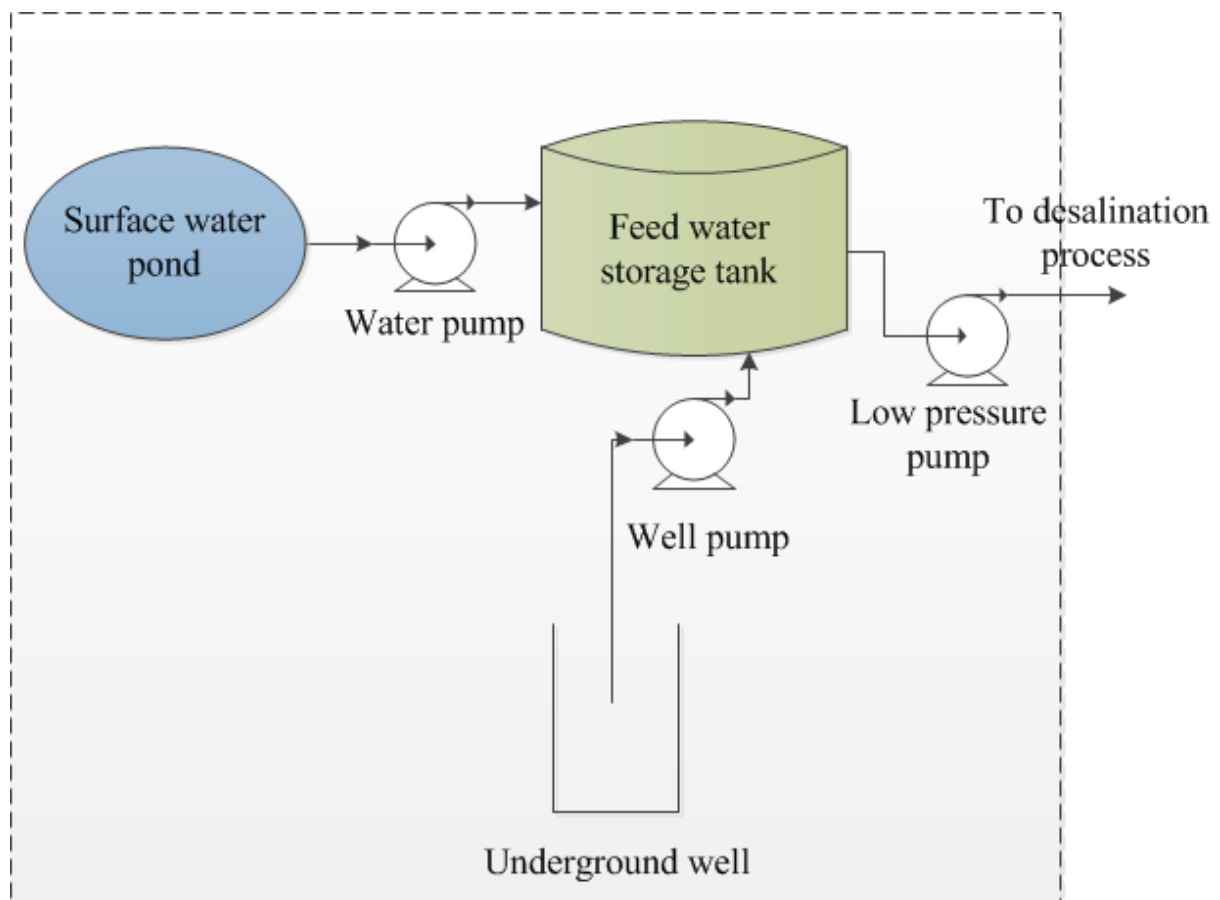 Surface water
pond
Water pump
Feed water
storage tank
To desalination
process
Low pressure
pump
Well pump
Underground well